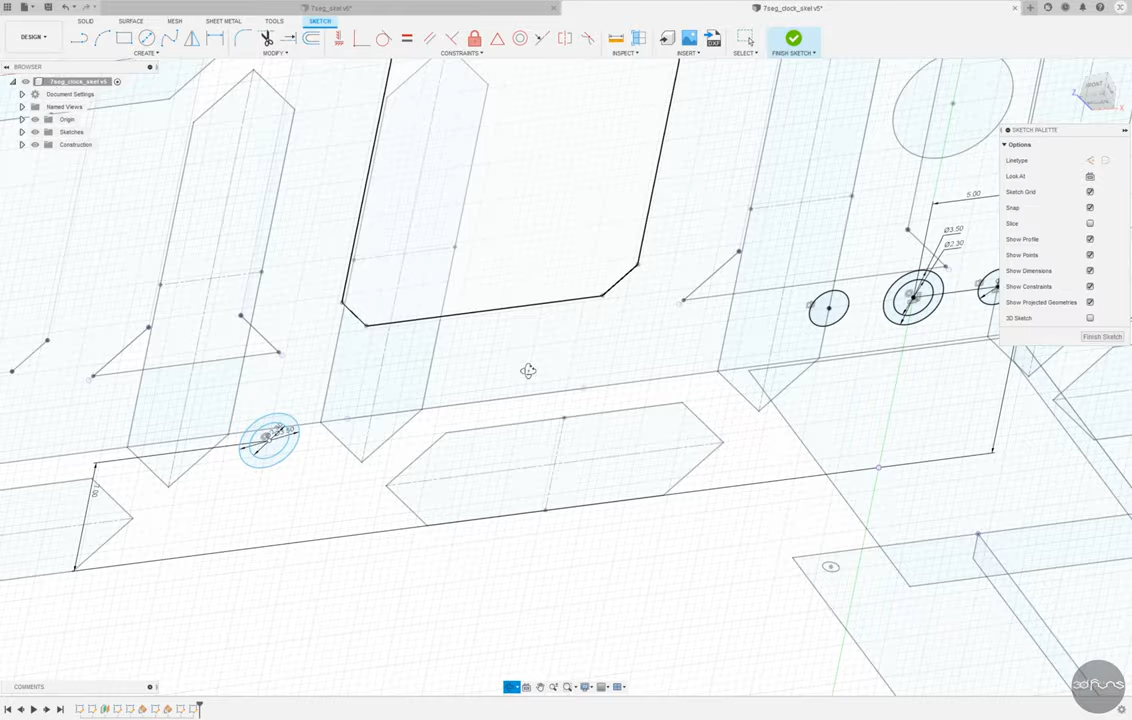 7seg_skel v6*
7seg_clock_skel v5*
DESIGN
SOLID SURFACE MESH SHEET METAL TOOLS SKETCH
CREATE MODIFY CONSTRAINTS INSPECT INSERT SELECT FINISH SKETCH
BROWSER
7seg_clock_skel v5
Document Settings
Named Views
Origin
Sketches
Construction
FRONT
Z
X
SKETCH PALETTE
Options
Linetype
Look At
Sketch Grid
Snap
Slice
Show Profile
Show Points
Show Dimensions
Show Constraints
Show Projected Geometries
3D Sketch
Finish Sketch
5.00
Ø3.50
Ø2.30
COMMENTS
3dfuns